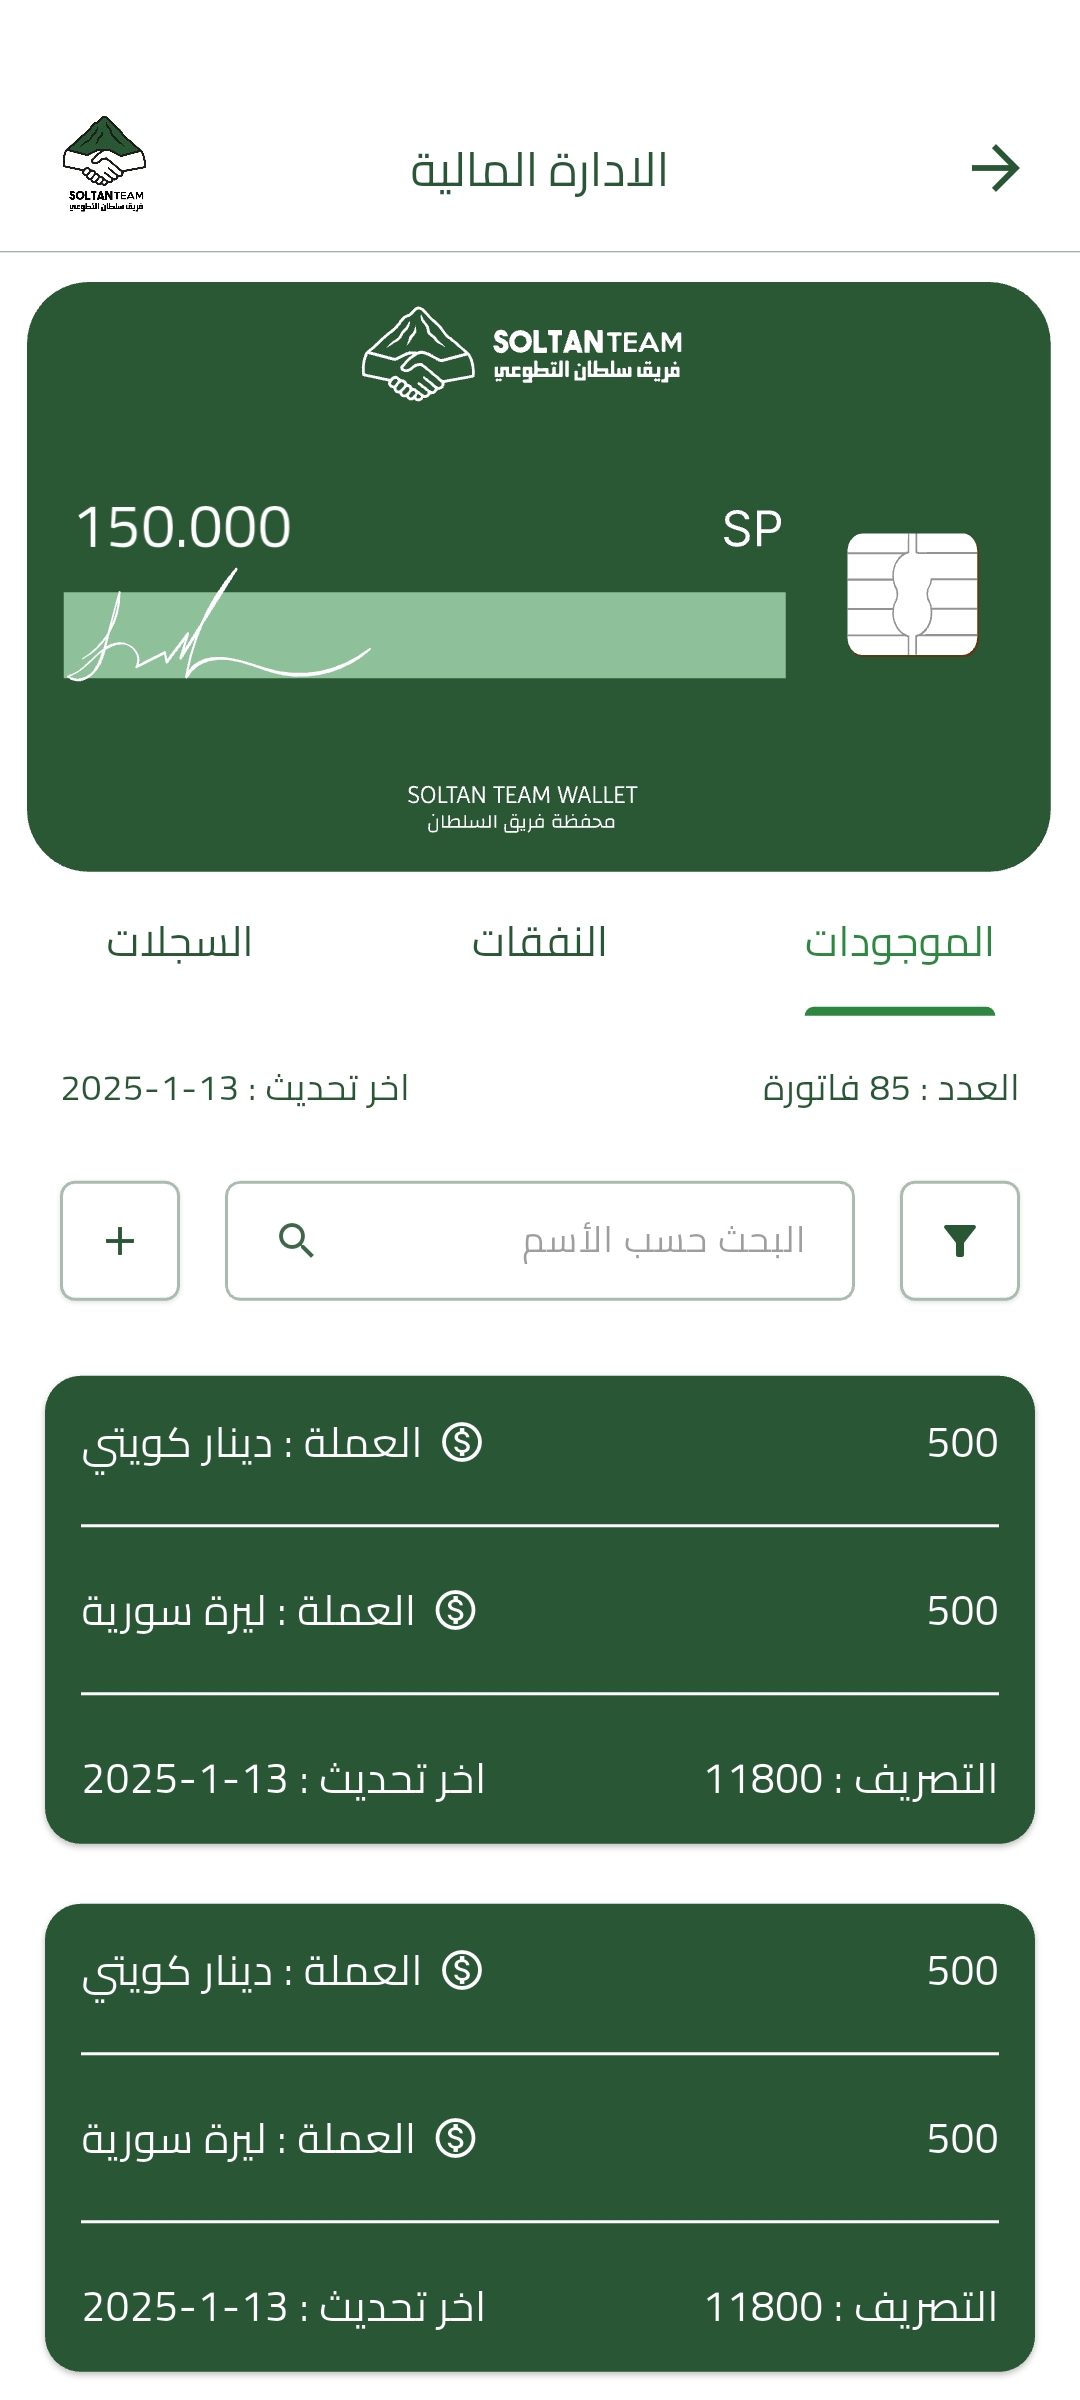 SOLTANTEAM
فريق سلطان التطوعي
الادارة المالية
SOLTANTEAM
فريق سلطان التطوعي
150.000
SP
SOLTAN TEAM WALLET
محفظة فريق السلطان
الموجودات
النفقات
السجلات
العدد : 85 فاتورة
اخر تحديث : 13-1-2025
البحث حسب الأسم
500
العملة : دينار كويتي
500
العملة : ليرة سورية
التصريف : 11800
اخر تحديث : 13-1-2025
500
العملة : دينار كويتي
500
العملة : ليرة سورية
التصريف : 11800
اخر تحديث : 13-1-2025